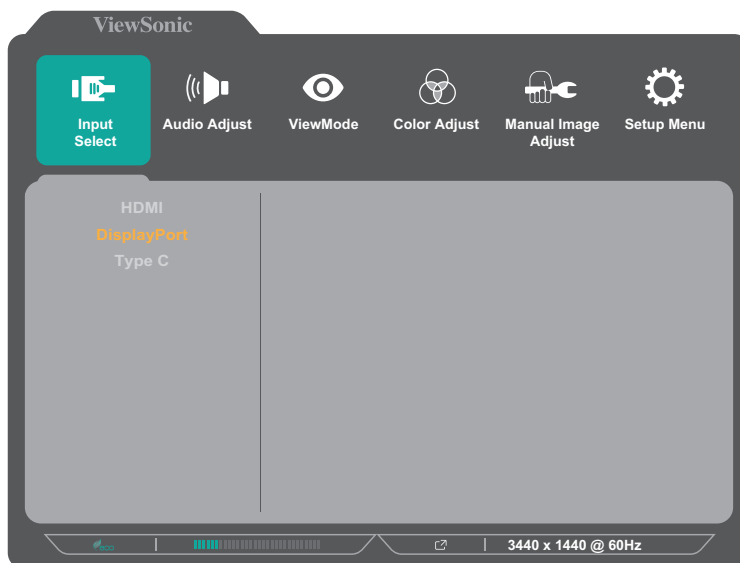 ViewSonic
Input
Select
Audio Adjust
ViewMode
Color Adjust
Manual Image
Adjust
Setup Menu
HDMI
DisplayPort
Type C
eco
3440 x 1440 @ 60Hz